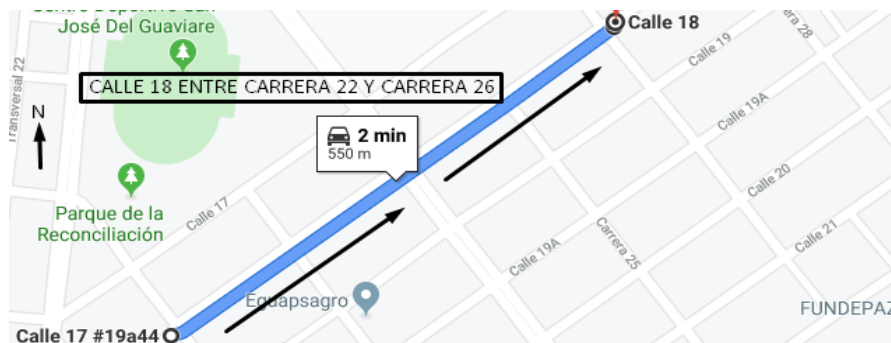 Centro Deportivo San
José Del Guaviare
Calle 18
Carrera 28
Calle 19
Transversal 22
CALLE 18 ENTRE CARRERA 22 Y CARRERA 26
N
2 min
550 m
Calle 19A
Calle 20
Parque de la
Reconciliación
Calle 17
Calle 19A
Carrera 25
Calle 21
Eguapsagro
FUNDEPAZ
Calle 17 #19a44